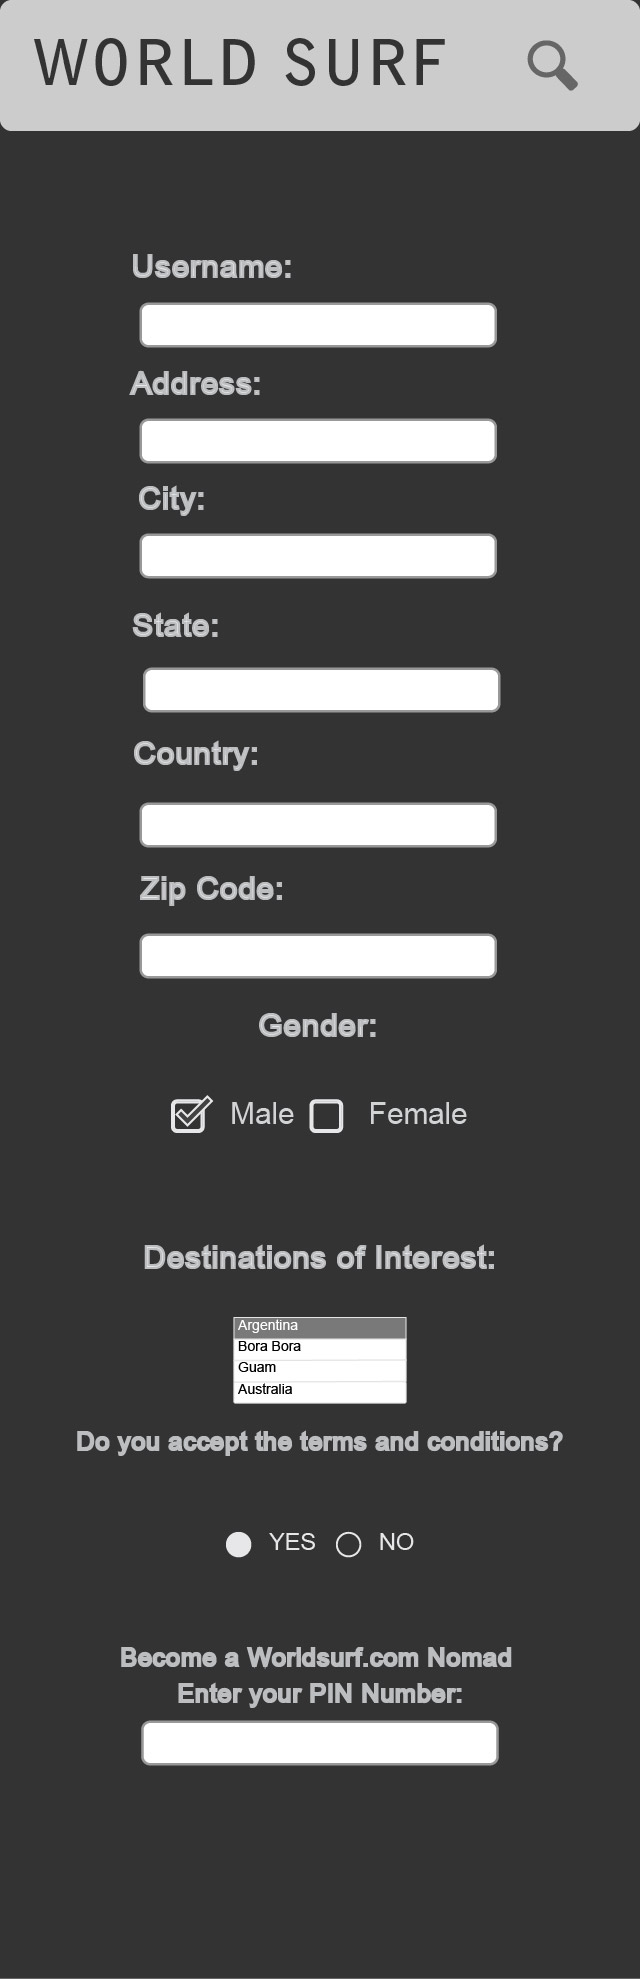 WORLD SURF
Username:
Address:
City:
State:
Country:
Zip Code:
Gender:
Male Female
Destinations of Interest:
Argentina
Bora Bora
Guam
Australia
Do you accept the terms and conditions?
YES NO
Become a Worldsurf.com Nomad
Enter your PIN Number: